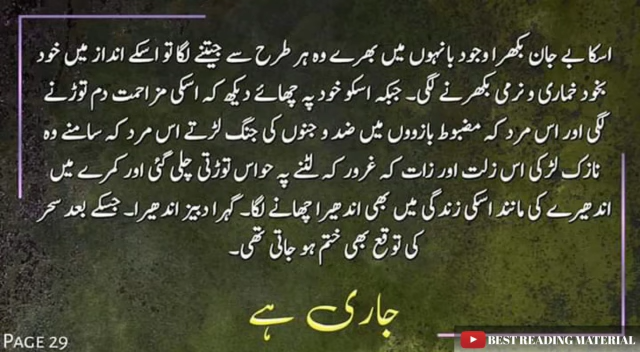 اسکا بے جان بکھرا وجود بانہوں میں بھرے وہ ہر طرح سے جیتنے لگا تو اسکے انداز میں خود
بخود خماری و نرمی بکھرنے لگی۔ جبکہ اسکو خود پہ چھائے دیکھ کہ اسکی مزاحمت دم توڑنے
لگی اور اس مرد کہ مضبوط بازووں میں ضد و جنوں کی جنگ لڑتے اس مرد کہ سامنے وہ
نازک لڑکی اس زلت اور زات کہ غرور کہ لٹنے پہ حواس توڑتی چلی گئی اور کمرے میں
اندھیرے کی مانند اسکی زندگی میں بھی اندھیرا چھانے لگا۔ گہرا دبیز اندھیرا۔ جسکے بعد سحر
کی توقع بھی ختم ہو جاتی تھی۔
جاری ہے
PAGE 29
BEST READING MATERIAL